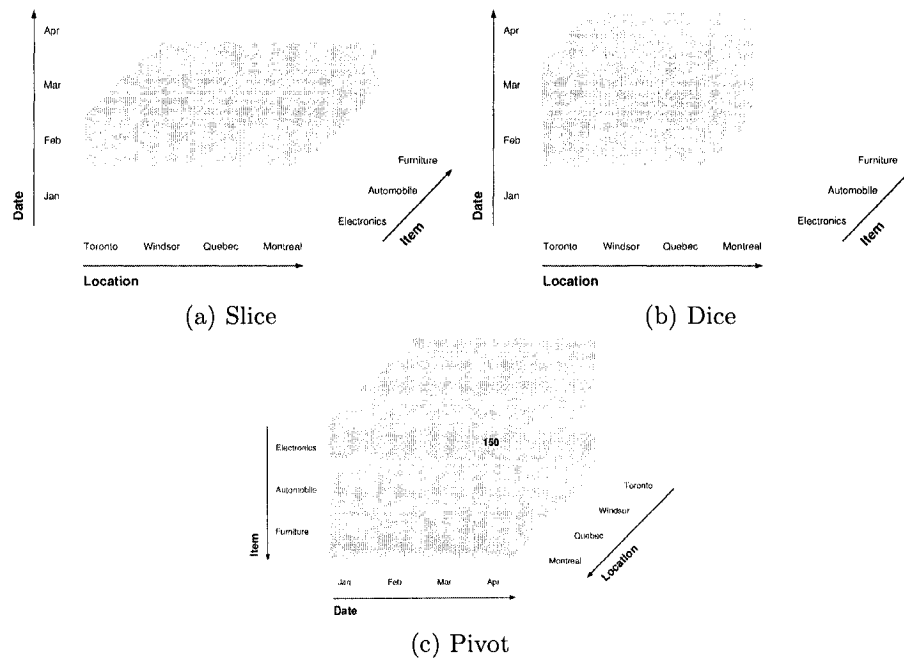 Apr
Mar
Feb
Jan
Date
Furniture
Automobile
Electronics
Item
Toronto Windsor Quebec Montreal
Location
(a) Slice
Apr
Mar
Feb
Jan
Date
Furniture
Automobile
Electronics
Item
Toronto Windsor Quebec Montreal
Location
(b) Dice
150
Electronics
Automobile
Furniture
Item
Toronto
Windsor
Quebec
Montreal
Location
Jan Feb Mar Apr
Date
(c) Pivot